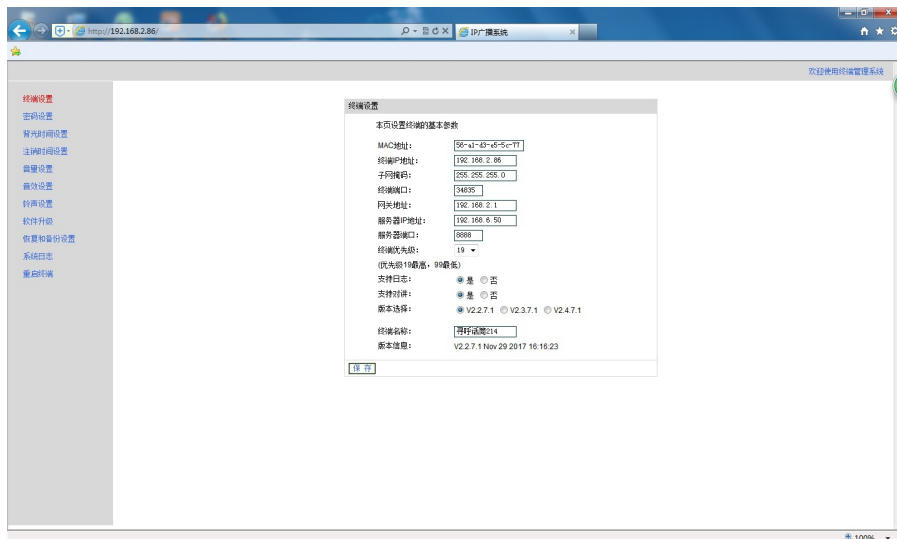 http://192.168.2.86/
IP广播系统
欢迎使用终端管理系统
终端设置
密码设置
背光时间设置
注销时间设置
音量设置
音效设置
铃声设置
软件升级
恢复和备份设置
系统日志
重启终端
终端设置
本页设置终端的基本参数
MAC地址: 56-a1-d3-e5-5c-77
终端IP地址: 192.168.2.86
子网掩码: 255.255.255.0
终端端口: 34835
网关地址: 192.168.2.1
服务器IP地址: 192.168.6.50
服务器端口: 8888
终端优先级: 19
(优先级19最高,99最低)
支持日志: 是 否
支持对讲: 是 否
版本选择: V2.2.7.1 V2.3.7.1 V2.4.7.1
终端名称: 寻呼话筒214
版本信息: V2.2.7.1 Nov 29 2017 16:16:23
保 存
100%